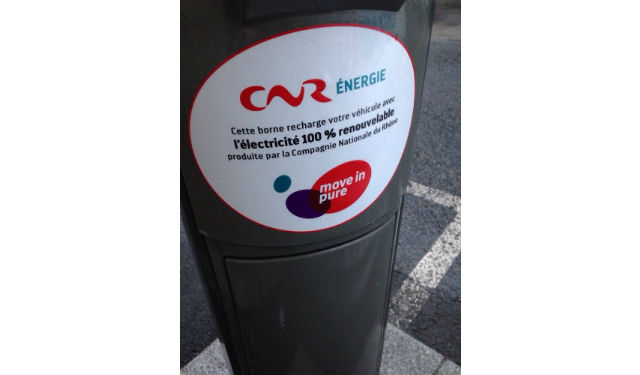 CNR ÉNERGIE
Cette borne recharge votre véhicule avec
l'électricité 100 % renouvelable
produite par la Compagnie Nationale du Rhône
move in
pure